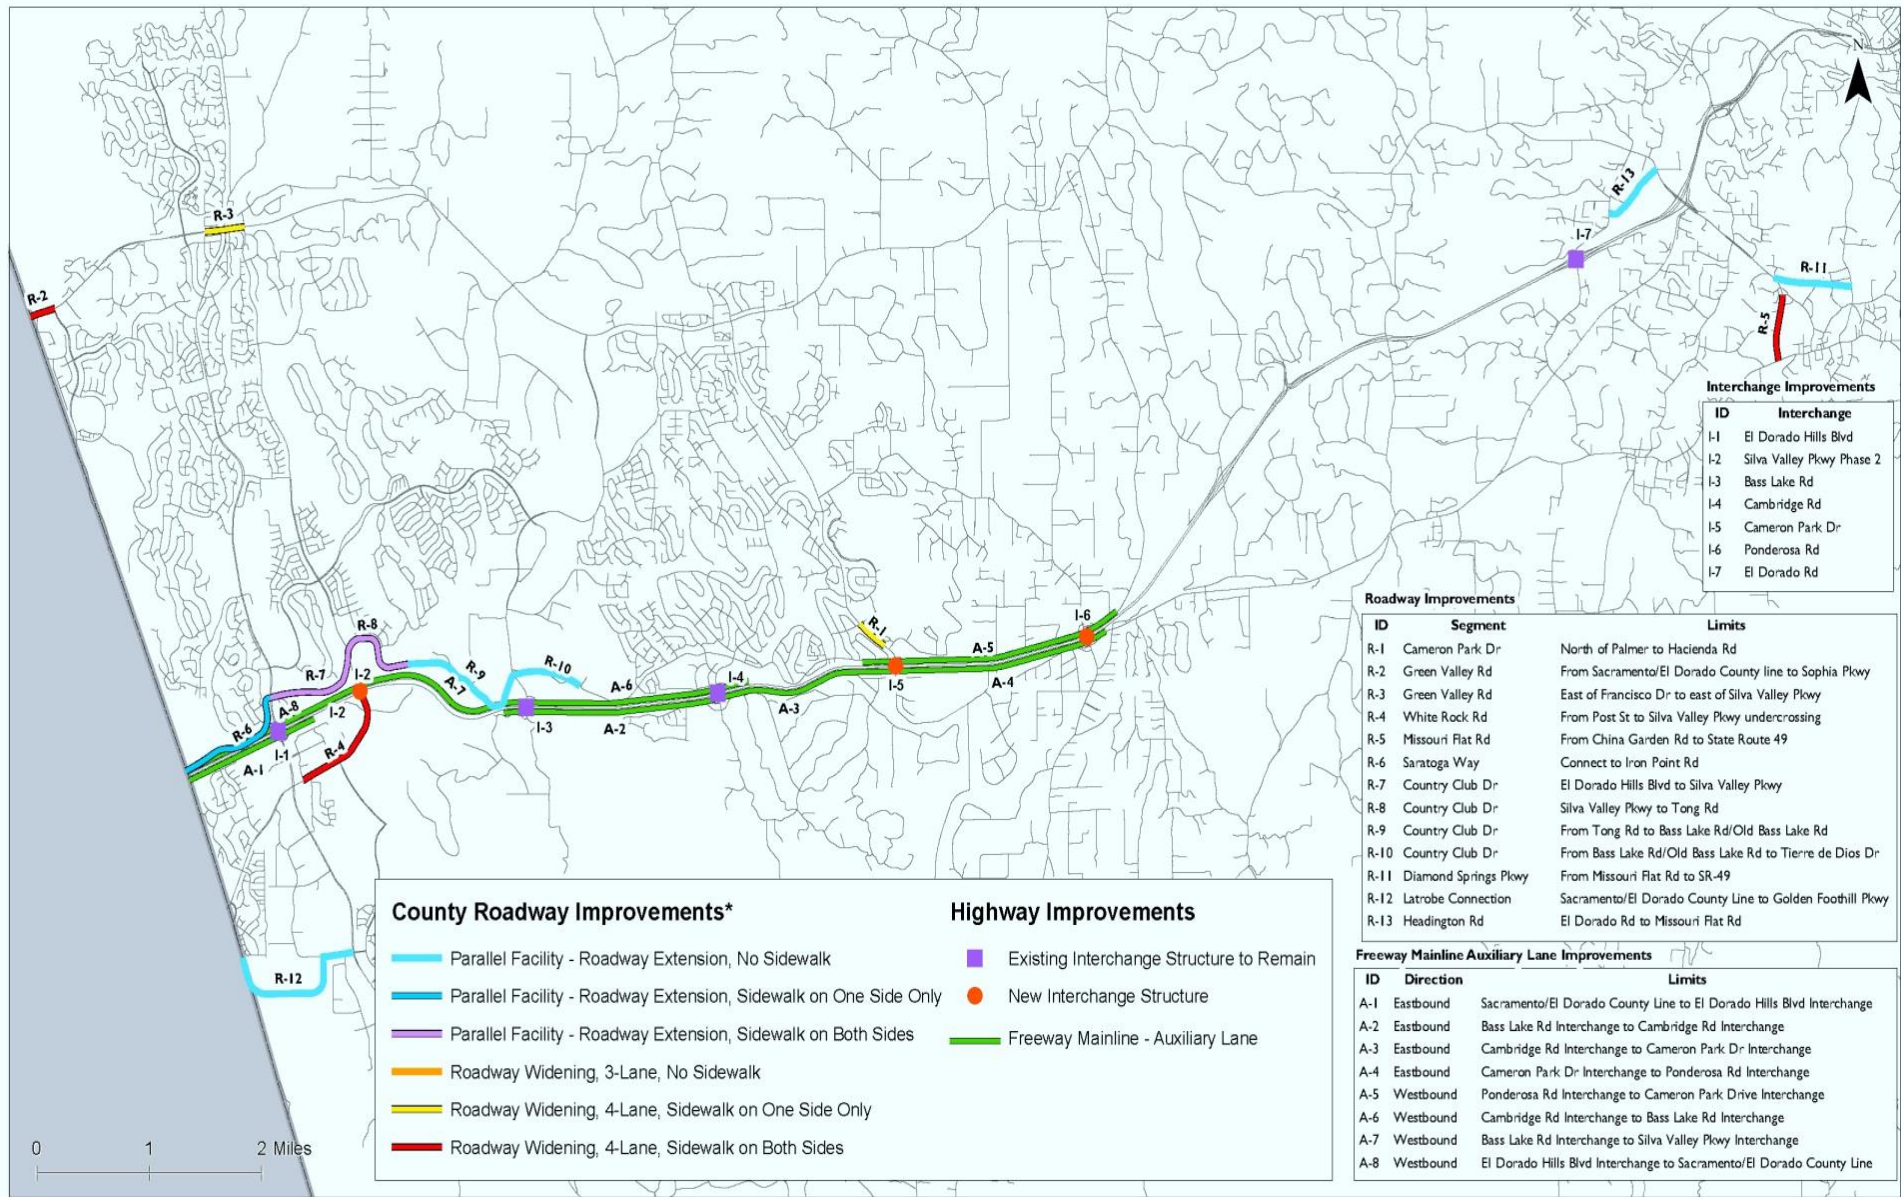 N
R-3
R-2
R-13
I-7
R-11
R-5
R-8
R-7
I-2
R-9
R-10
A-7
A-8
I-2
R-6
I-1
A-1
R-4
I-3
A-6
A-2
I-4
A-3
R-1
I-5
A-5
A-4
I-6
R-12
Interchange Improvements
ID Interchange
I-1 El Dorado Hills Blvd
I-2 Silva Valley Pkwy Phase 2
I-3 Bass Lake Rd
I-4 Cambridge Rd
I-5 Cameron Park Dr
I-6 Ponderosa Rd
I-7 El Dorado Rd
Roadway Improvements
ID Segment Limits
R-1 Cameron Park Dr North of Palmer to Hacienda Rd
R-2 Green Valley Rd From Sacramento/El Dorado County line to Sophia Pkwy
R-3 Green Valley Rd East of Francisco Dr to east of Silva Valley Pkwy
R-4 White Rock Rd From Post St to Silva Valley Pkwy undercrossing
R-5 Missouri Flat Rd From China Garden Rd to State Route 49
R-6 Saratoga Way Connect to Iron Point Rd
R-7 Country Club Dr El Dorado Hills Blvd to Silva Valley Pkwy
R-8 Country Club Dr Silva Valley Pkwy to Tong Rd
R-9 Country Club Dr From Tong Rd to Bass Lake Rd/Old Bass Lake Rd
R-10 Country Club Dr From Bass Lake Rd/Old Bass Lake Rd to Tierre de Dios Dr
R-11 Diamond Springs Pkwy From Missouri Flat Rd to SR-49
R-12 Latrobe Connection Sacramento/El Dorado County Line to Golden Foothill Pkwy
R-13 Headington Rd El Dorado Rd to Missouri Flat Rd
Freeway Mainline Auxiliary Lane Improvements
ID Direction Limits
A-1 Eastbound Sacramento/El Dorado County Line to El Dorado Hills Blvd Interchange
A-2 Eastbound Bass Lake Rd Interchange to Cambridge Rd Interchange
A-3 Eastbound Cambridge Rd Interchange to Cameron Park Dr Interchange
A-4 Eastbound Cameron Park Dr Interchange to Ponderosa Rd Interchange
A-5 Westbound Ponderosa Rd Interchange to Cameron Park Drive Interchange
A-6 Westbound Cambridge Rd Interchange to Bass Lake Rd Interchange
A-7 Westbound Bass Lake Rd Interchange to Silva Valley Pkwy Interchange
A-8 Westbound El Dorado Hills Blvd Interchange to Sacramento/El Dorado County Line
County Roadway Improvements*
Parallel Facility - Roadway Extension, No Sidewalk
Parallel Facility - Roadway Extension, Sidewalk on One Side Only
Parallel Facility - Roadway Extension, Sidewalk on Both Sides
Roadway Widening, 3-Lane, No Sidewalk
Roadway Widening, 4-Lane, Sidewalk on One Side Only
Roadway Widening, 4-Lane, Sidewalk on Both Sides
Highway Improvements
Existing Interchange Structure to Remain
New Interchange Structure
Freeway Mainline - Auxiliary Lane
0 1 2 Miles